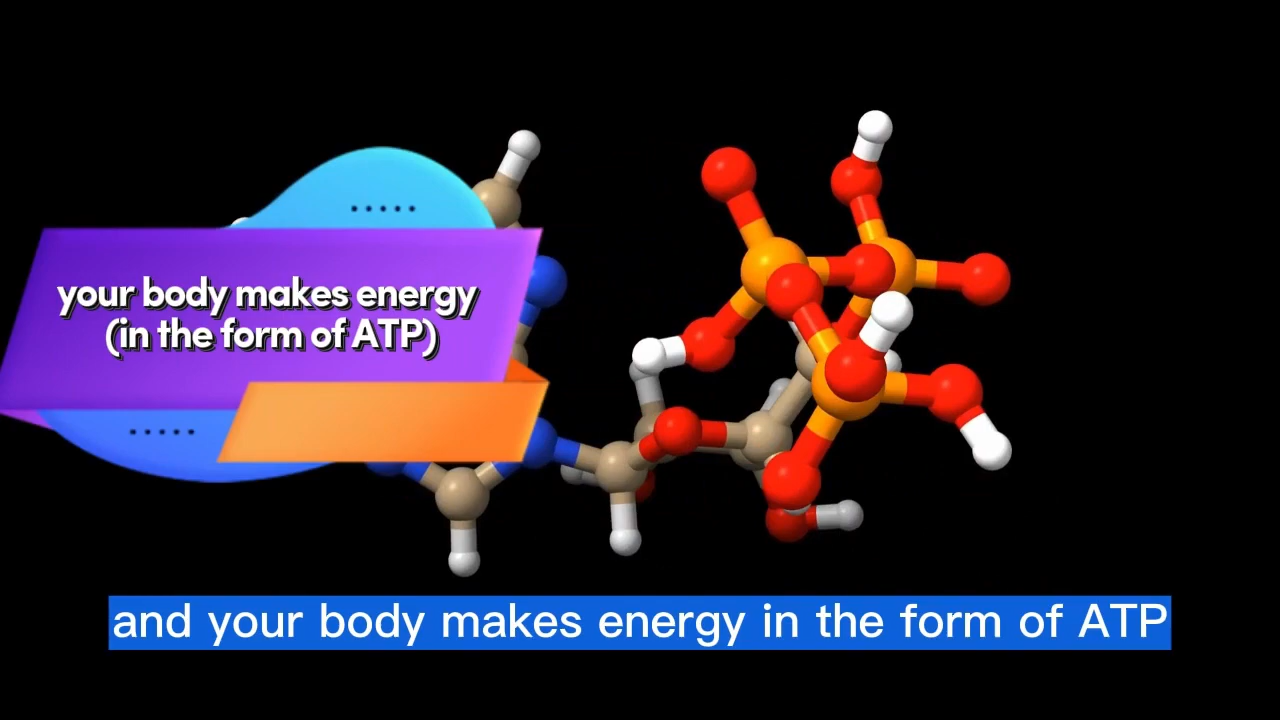 your body makes energy
(in the form of ATP)
and your body makes energy in the form of ATP